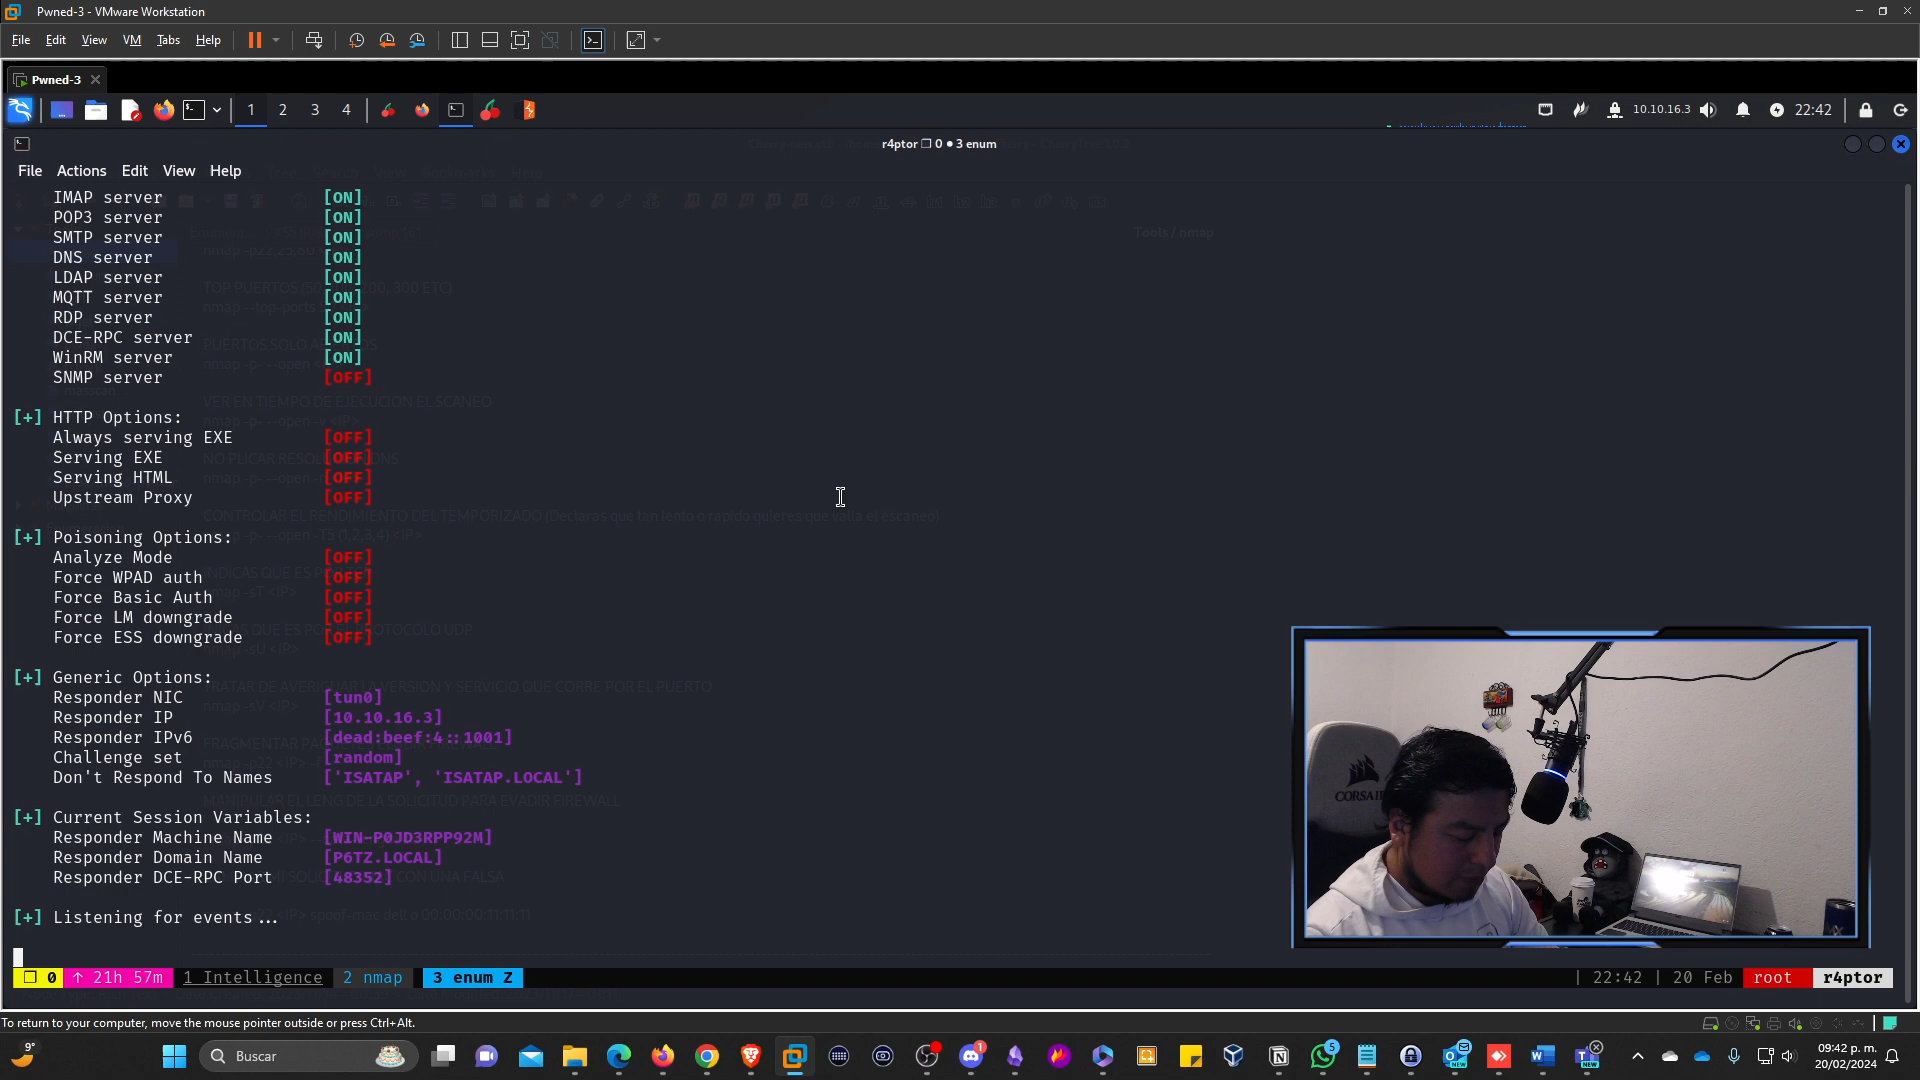 Pwned-3 - VMware Workstation
File Edit View VM Tabs Help
Pwned-3
1 2 3 4
10.10.16.3
22:42
r4ptor ❐ 0 ● 3 enum
File Actions Edit View Help
Tools / nmap
IMAP server [ON]
POP3 server [ON]
SMTP server [ON]
DNS server [ON]
LDAP server [ON]
MQTT server [ON]
RDP server [ON]
DCE-RPC server [ON]
WinRM server [ON]
SNMP server [OFF]
[+] HTTP Options:
Always serving EXE [OFF]
Serving EXE [OFF]
Serving HTML [OFF]
Upstream Proxy [OFF]
[+] Poisoning Options:
Analyze Mode [OFF]
Force WPAD auth [OFF]
Force Basic Auth [OFF]
Force LM downgrade [OFF]
Force ESS downgrade [OFF]
[+] Generic Options:
Responder NIC [tun0]
Responder IP [10.10.16.3]
Responder IPv6 [dead:beef:4::1001]
Challenge set [random]
Don't Respond To Names ['ISATAP', 'ISATAP.LOCAL']
[+] Current Session Variables:
Responder Machine Name [WIN-P0JD3RPP92M]
Responder Domain Name [P6TZ.LOCAL]
Responder DCE-RPC Port [48352]
[+] Listening for events...
CORSAIR
❐ 0 ↑ 21h 57m 1 Intelligence 2 nmap 3 enum Z | 22:42 | 20 Feb root r4ptor
To return to your computer, move the mouse pointer outside or press Ctrl+Alt.
9°
Buscar
1
5
NEW
NEW
09:42 p. m.
20/02/2024